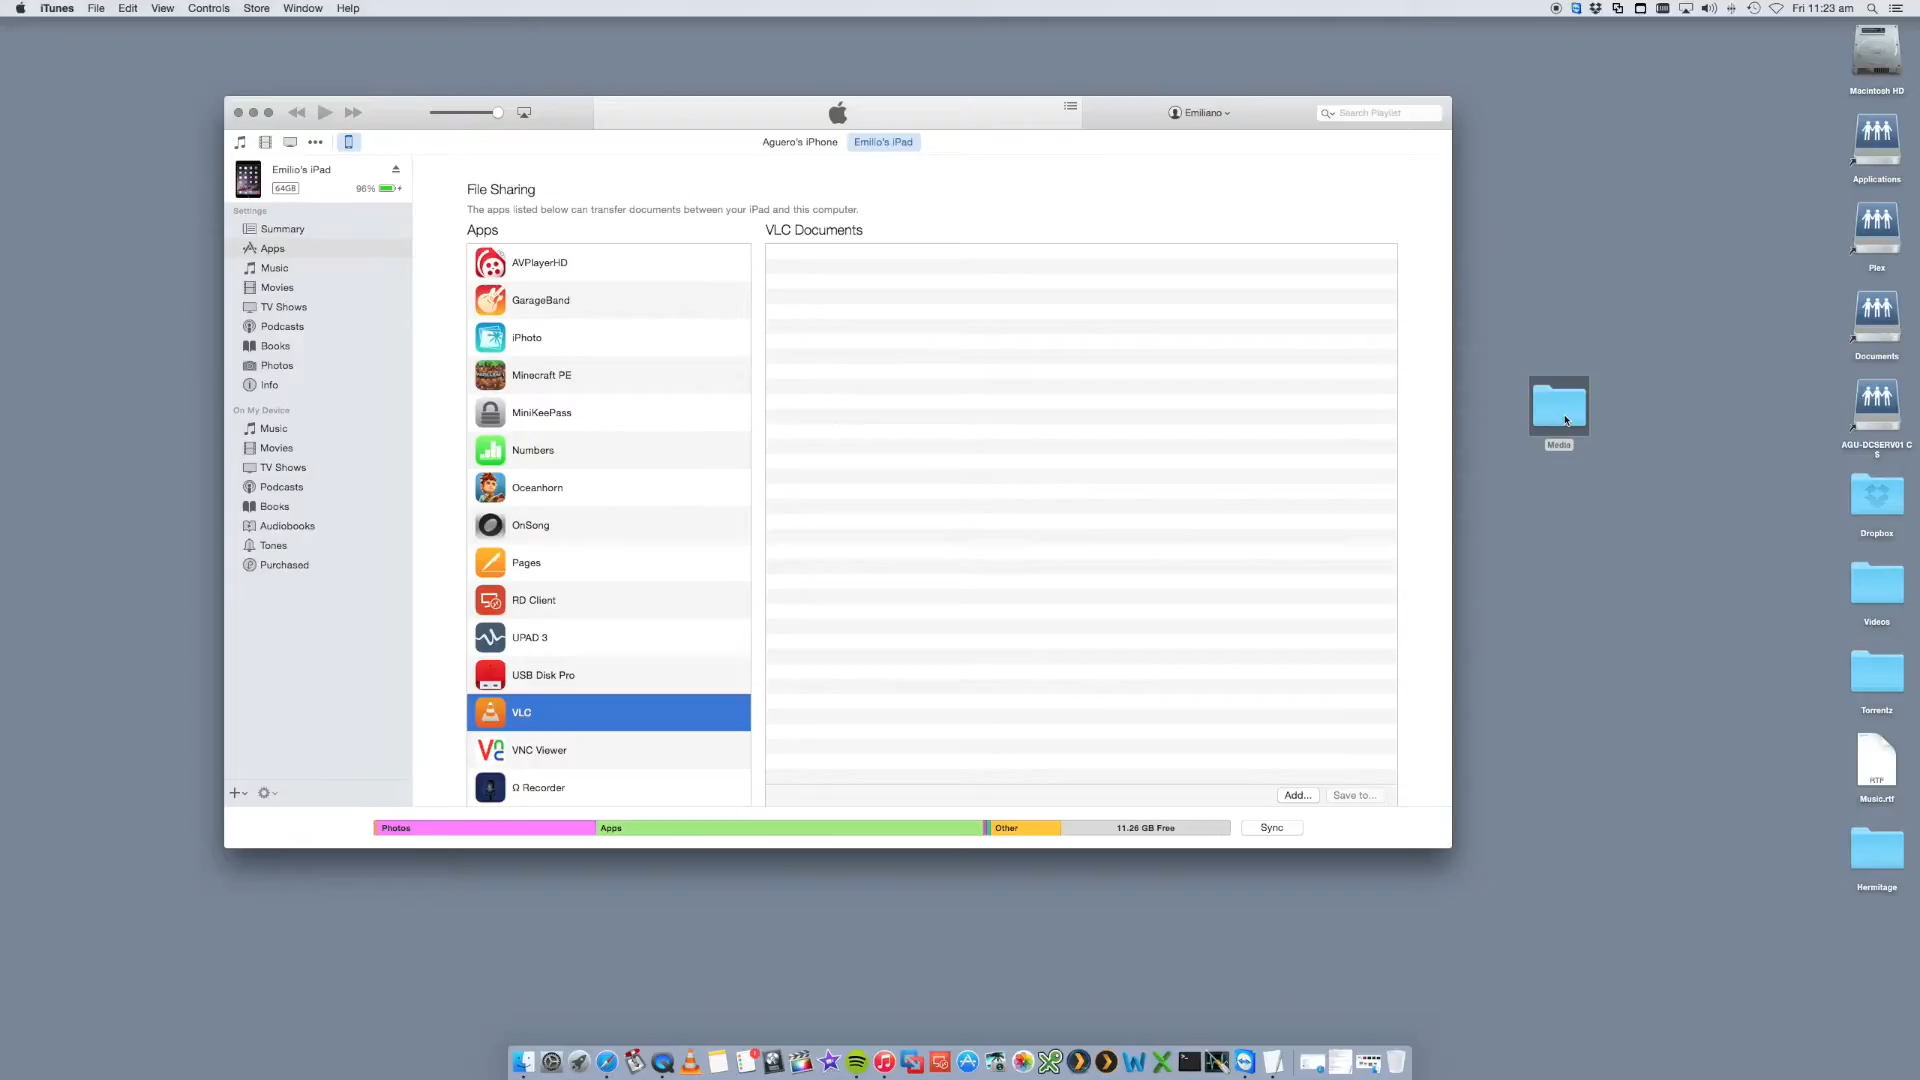 iTunes File Edit View Controls Store Window Help
Fri 11:23 am
Macintosh HD
Applications
Plex
Documents
AGU-DCSERV01 C
S
Dropbox
Videos
Torrentz
RTF
Music.rtf
Hermitage
Media
Emiliano
Search Playlist
Aguero's iPhone Emilio's iPad
Emilio's iPad
64GB 96%
Settings
Summary
Apps
Music
Movies
TV Shows
Podcasts
Books
Photos
Info
On My Device
Music
Movies
TV Shows
Podcasts
Books
Audiobooks
Tones
Purchased
File Sharing
The apps listed below can transfer documents between your iPad and this computer.
Apps
AVPlayerHD
GarageBand
iPhoto
Minecraft PE
MiniKeePass
Numbers
Oceanhorn
OnSong
Pages
RD Client
UPAD 3
USB Disk Pro
VLC
VNC Viewer
Ω Recorder
VLC Documents
Add... Save to...
Photos Apps Other 11.26 GB Free Sync